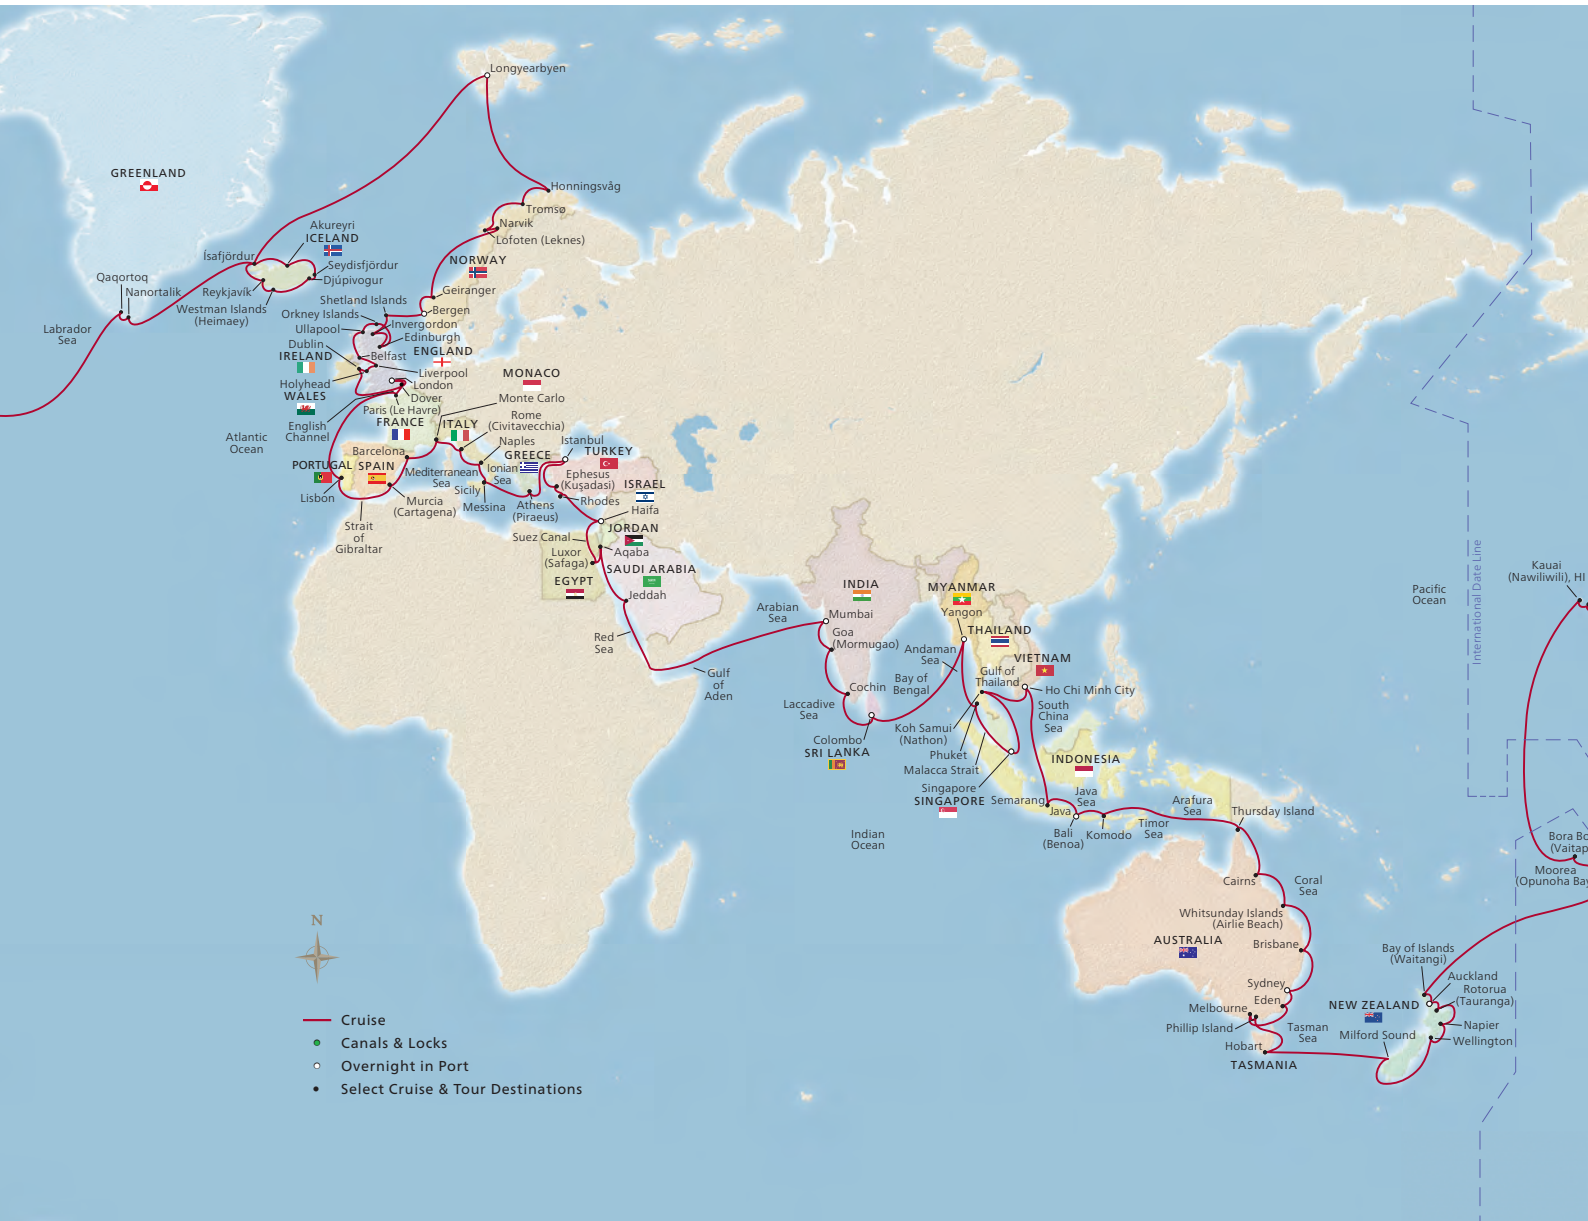 Longyearbyen
GREENLAND
Honningsvåg
Tromsø
Narvik
Lofoten (Leknes)
Akureyri
ICELAND
Ísafjördur
Seydisfjördur
Djúpivogur
NORWAY
Qaqortoq
Nanortalik
Reykjavík
Westman Islands
(Heimaey)
Geiranger
Shetland Islands
Bergen
Orkney Islands
Invergordon
Labrador
Sea
Ullapool
Edinburgh
Dublin
IRELAND
Belfast
ENGLAND
Liverpool
Holyhead
WALES
London
Dover
MONACO
Monte Carlo
Paris (Le Havre)
FRANCE
English
Channel
ITALY
Rome
(Civitavecchia)
Atlantic
Ocean
Naples
Istanbul
TURKEY
Barcelona
GREECE
PORTUGAL
SPAIN
Mediterranean
Sea
Ionian
Sea
Ephesus
(Kuşadasi)
ISRAEL
Lisbon
Murcia
(Cartagena)
Sicily
Messina
Athens
(Piraeus)
Rhodes
Haifa
Strait
of
Gibraltar
Suez Canal
JORDAN
Luxor
(Safaga)
Aqaba
EGYPT
SAUDI ARABIA
Jeddah
Red
Sea
Arabian
Sea
Gulf
of
Aden
INDIA
Mumbai
Goa
(Mormugao)
Cochin
Laccadive
Sea
Bay of
Bengal
Colombo
SRI LANKA
MYANMAR
Yangon
THAILAND
Andaman
Sea
VIETNAM
Gulf of
Thailand
Ho Chi Minh City
South
China
Sea
Koh Samui
(Nathon)
Phuket
Malacca Strait
Singapore
SINGAPORE
INDONESIA
Semarang
Java
Java
Sea
Bali
(Benoa)
Komodo
Timor
Sea
Arafura
Sea
Thursday Island
Indian
Ocean
Cairns
Coral
Sea
Whitsunday Islands
(Airlie Beach)
AUSTRALIA
Brisbane
Sydney
Eden
Melbourne
Phillip Island
Tasman
Sea
Hobart
TASMANIA
Bay of Islands
(Waitangi)
Auckland
Rotorua
(Tauranga)
NEW ZEALAND
Napier
Milford Sound
Wellington
Pacific
Ocean
International Date Line
Kauai
(Nawiliwili), HI
Bora Bo
(Vaitap
Moorea
(Opunoha Bay
N
Cruise
Canals & Locks
Overnight in Port
Select Cruise & Tour Destinations